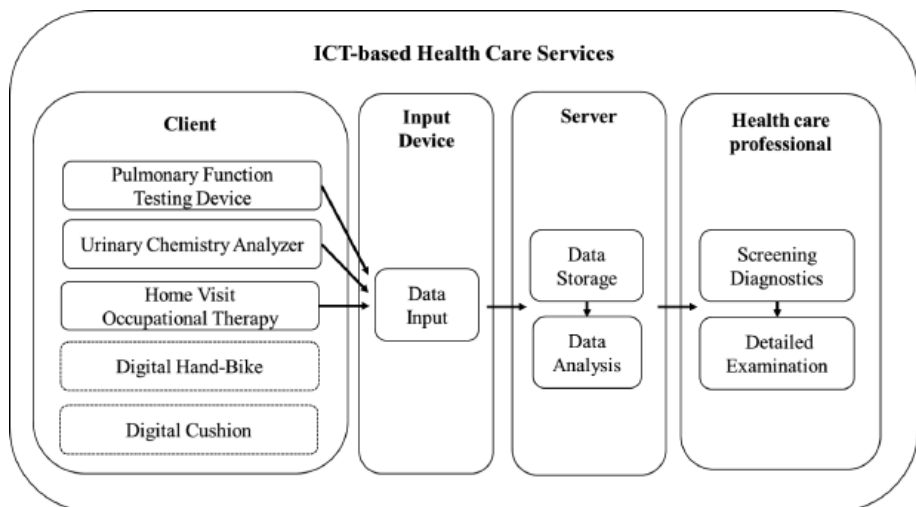 ICT-based Health Care Services
Client
Pulmonary Function
Testing Device
Urinary Chemistry Analyzer
Home Visit
Occupational Therapy
Digital Hand-Bike
Digital Cushion
Input
Device
Data
Input
Server
Data
Storage
Data
Analysis
Health care
professional
Screening
Diagnostics
Detailed
Examination